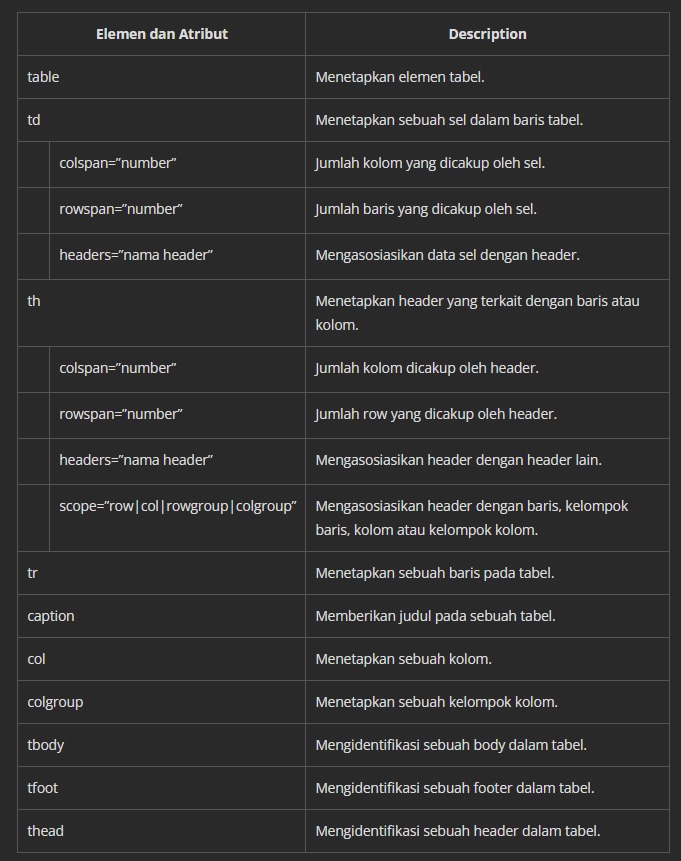 Elemen dan Atribut Description
table Menetapkan elemen tabel.
td Menetapkan sebuah sel dalam baris tabel.
colspan=”number” Jumlah kolom yang dicakup oleh sel.
rowspan=”number” Jumlah baris yang dicakup oleh sel.
headers=”nama header” Mengasosiasikan data sel dengan header.
th Menetapkan header yang terkait dengan baris atau
kolom.
colspan=”number” Jumlah kolom dicakup oleh header.
rowspan=”number” Jumlah row yang dicakup oleh header.
headers=”nama header” Mengasosiasikan header dengan header lain.
scope=”row|col|rowgroup|colgroup” Mengasosiasikan header dengan baris, kelompok
baris, kolom atau kelompok kolom.
tr Menetapkan sebuah baris pada tabel.
caption Memberikan judul pada sebuah tabel.
col Menetapkan sebuah kolom.
colgroup Menetapkan sebuah kelompok kolom.
tbody Mengidentifikasi sebuah body dalam tabel.
tfoot Mengidentifikasi sebuah footer dalam tabel.
thead Mengidentifikasi sebuah header dalam tabel.